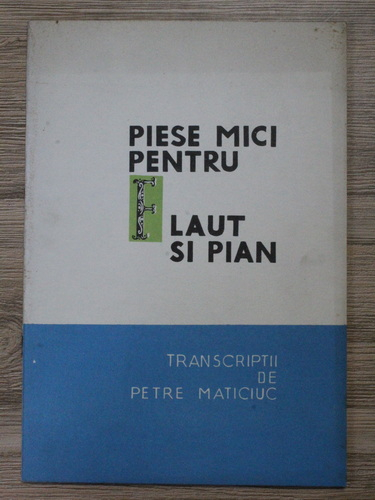 PIESE MICI
PENTRU
FLAUT
SI PIAN
TRANSCRIPTII
DE
PETRE MATICIUC